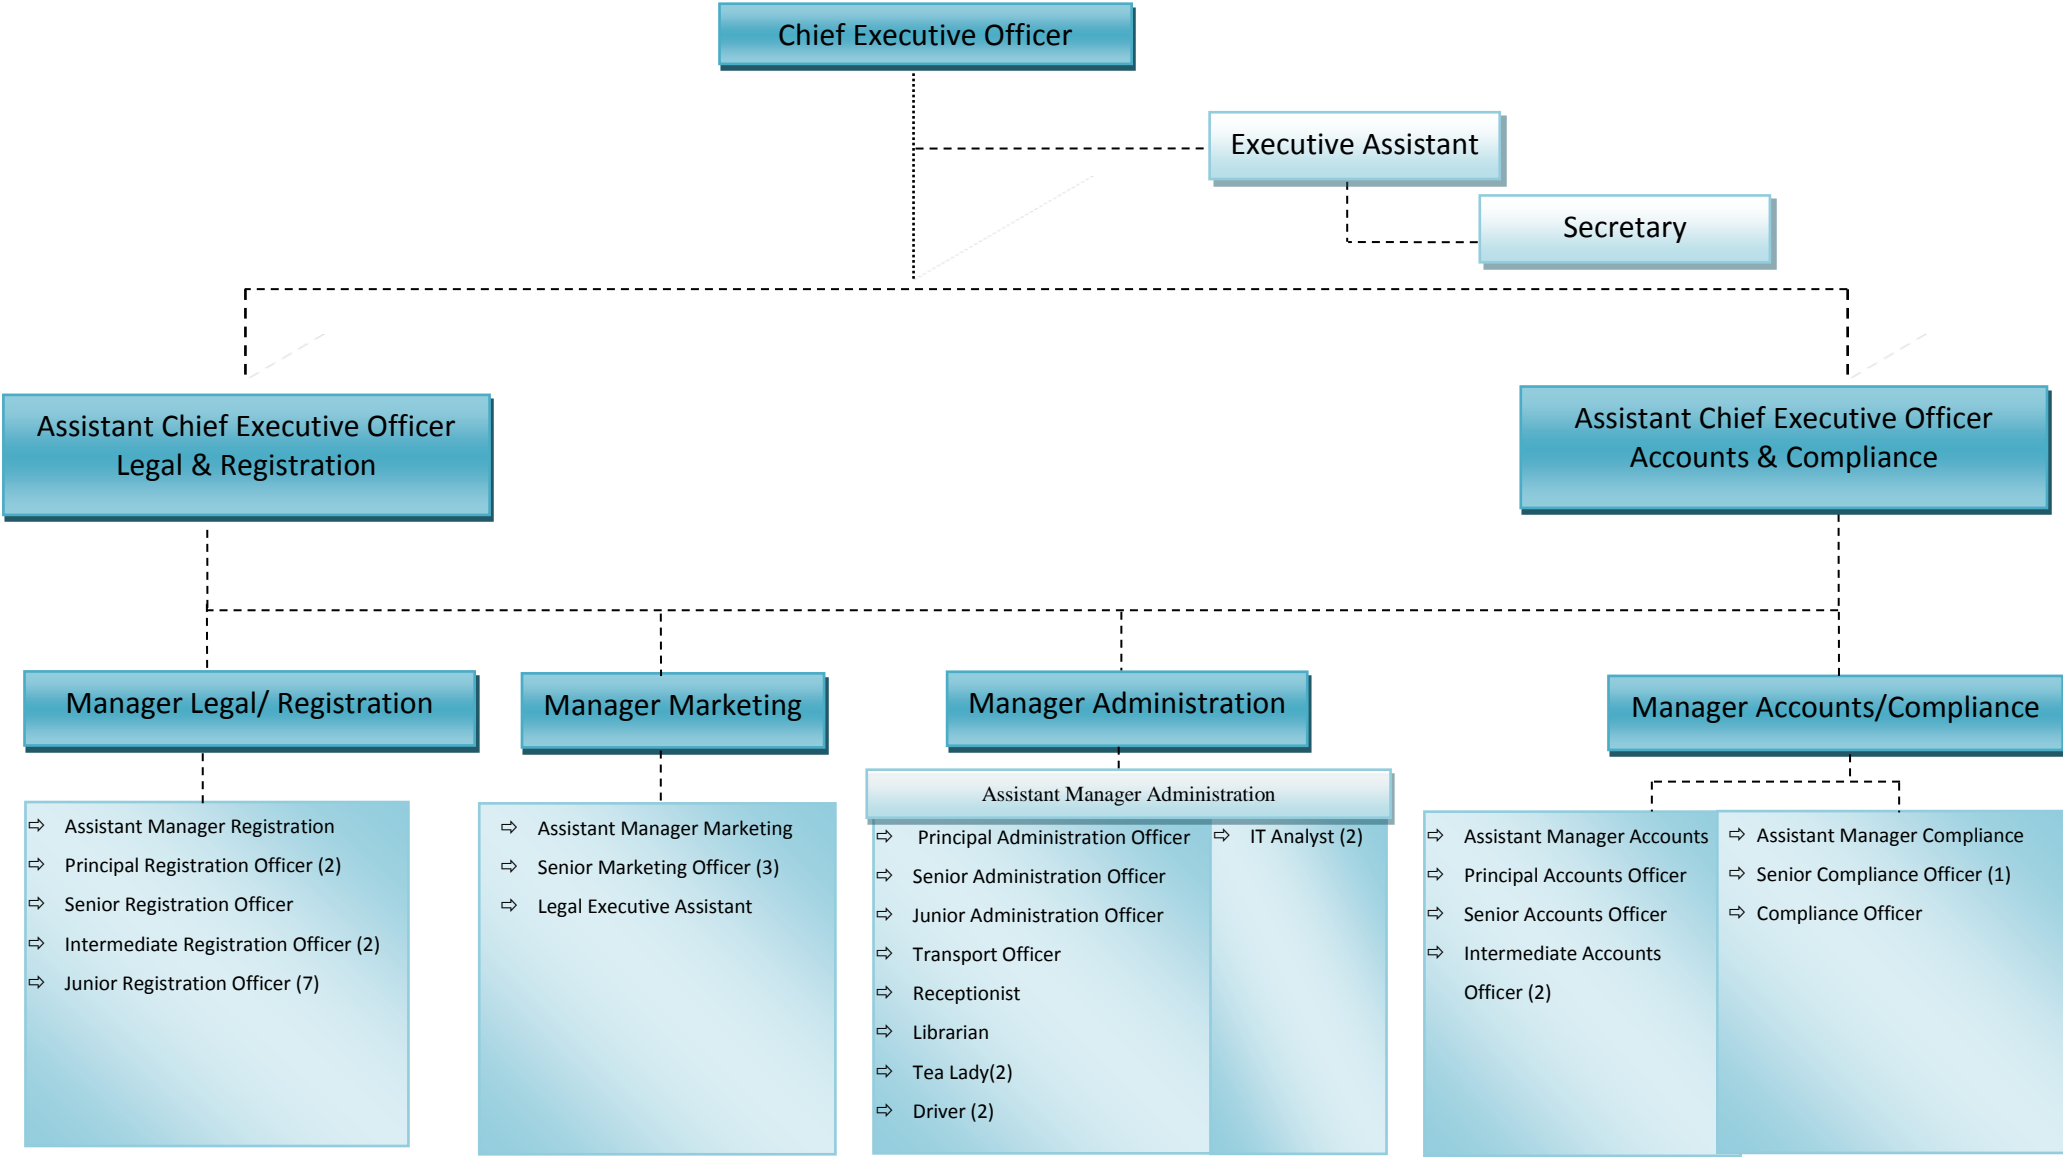 Chief Executive Officer
Executive Assistant
Secretary
Assistant Chief Executive Officer
Legal & Registration
Assistant Chief Executive Officer
Accounts & Compliance
Manager Legal/ Registration
Manager Marketing
Manager Administration
Manager Accounts/Compliance
⇨ Assistant Manager Registration
⇨ Principal Registration Officer (2)
⇨ Senior Registration Officer
⇨ Intermediate Registration Officer (2)
⇨ Junior Registration Officer (7)
⇨ Assistant Manager Marketing
⇨ Senior Marketing Officer (3)
⇨ Legal Executive Assistant
Assistant Manager Administration
⇨ Principal Administration Officer
⇨ Senior Administration Officer
⇨ Junior Administration Officer
⇨ Transport Officer
⇨ Receptionist
⇨ Librarian
⇨ Tea Lady(2)
⇨ Driver (2)
⇨ IT Analyst (2)
⇨ Assistant Manager Accounts
⇨ Principal Accounts Officer
⇨ Senior Accounts Officer
⇨ Intermediate Accounts
Officer (2)
⇨ Assistant Manager Compliance
⇨ Senior Compliance Officer (1)
⇨ Compliance Officer